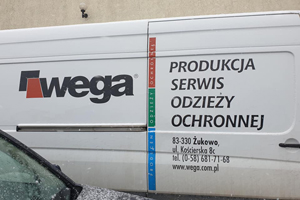 wega®
PRODUKCJA
SERWIS
ODZIEŻY
OCHRONNEJ
83-330 Żukowo,
ul. Kościerska 8c
tel. (0-58) 681-71-68
www.wega.com.pl